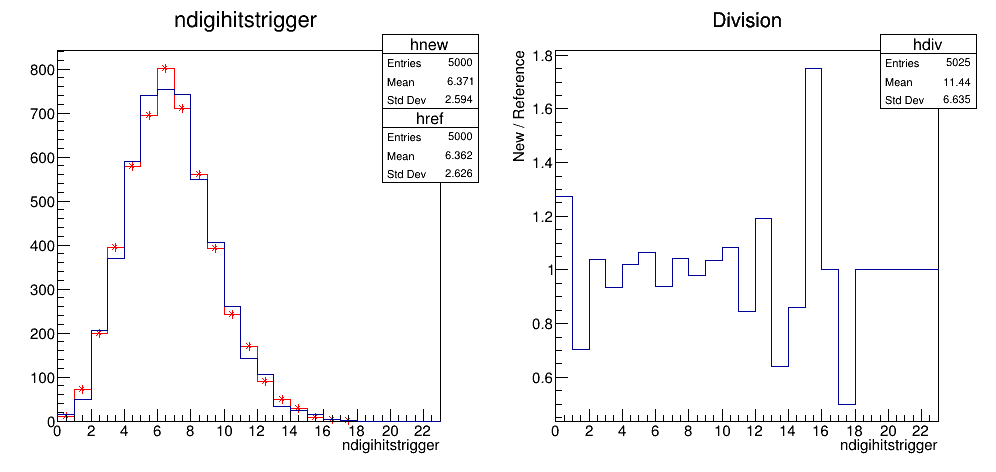 ndigihitstrigger
hnew
Entries 5000
Mean 6.371
Std Dev 2.594
href
Entries 5000
Mean 6.362
Std Dev 2.626
800
700
600
500
400
300
200
100
0
0 2 4 6 8 10 12 14 16 18 20 22
ndigihitstrigger
Division
hdiv
Entries 5025
Mean 11.44
Std Dev 6.635
New / Reference
1.8
1.6
1.4
1.2
1
0.8
0.6
0 2 4 6 8 10 12 14 16 18 20 22
ndigihitstrigger